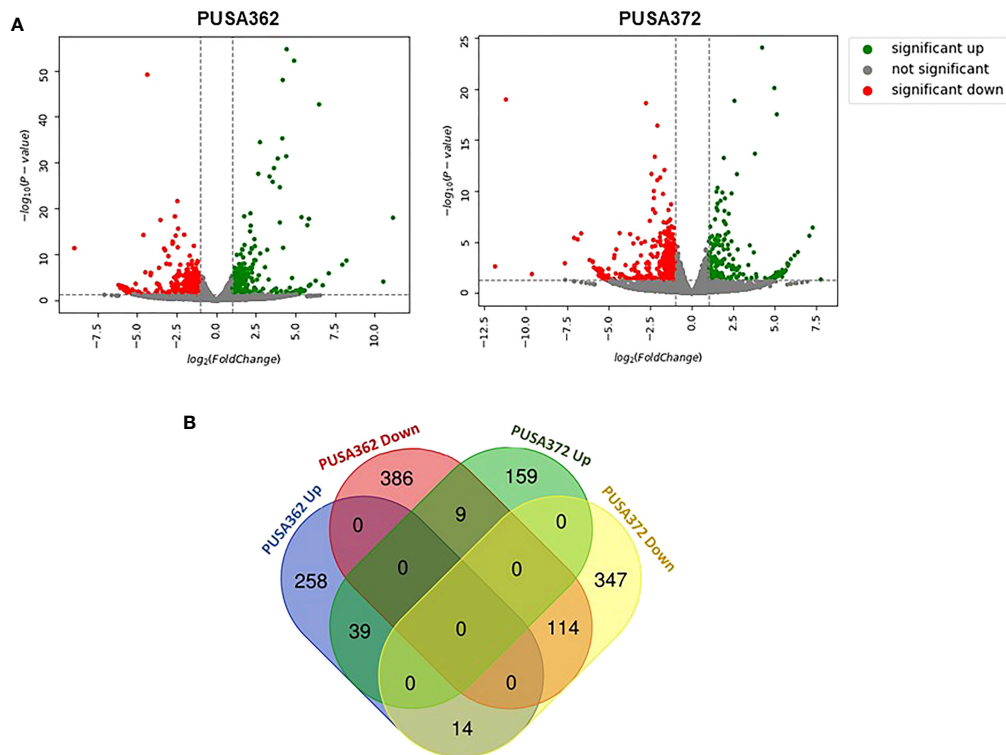 A
PUSA362
PUSA372
50
40
30
20
10
0
−log10(P − value)
−7.5
−5.0
−2.5
0.0
2.5
5.0
7.5
10.0
log2(FoldChange)
25
20
15
10
5
0
−log10(P − value)
−12.5
−10.0
−7.5
−5.0
−2.5
0.0
2.5
5.0
7.5
log2(FoldChange)
significant up
not significant
significant down
B
PUSA362 Up
PUSA362 Down
PUSA372 Up
PUSA372 Down
386
159
0
9
0
258
0
0
347
39
0
114
0
0
14